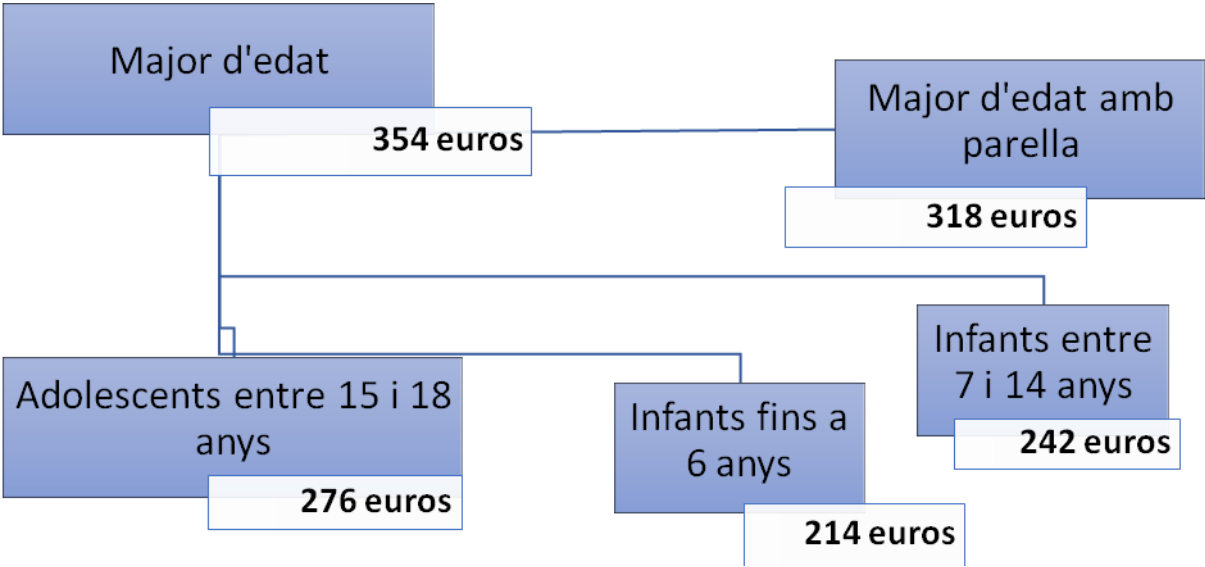 Major d'edat
354 euros
Major d'edat amb
parella
318 euros
Adolescents entre 15 i 18
anys
276 euros
Infants fins a
6 anys
214 euros
Infants entre
7 i 14 anys
242 euros